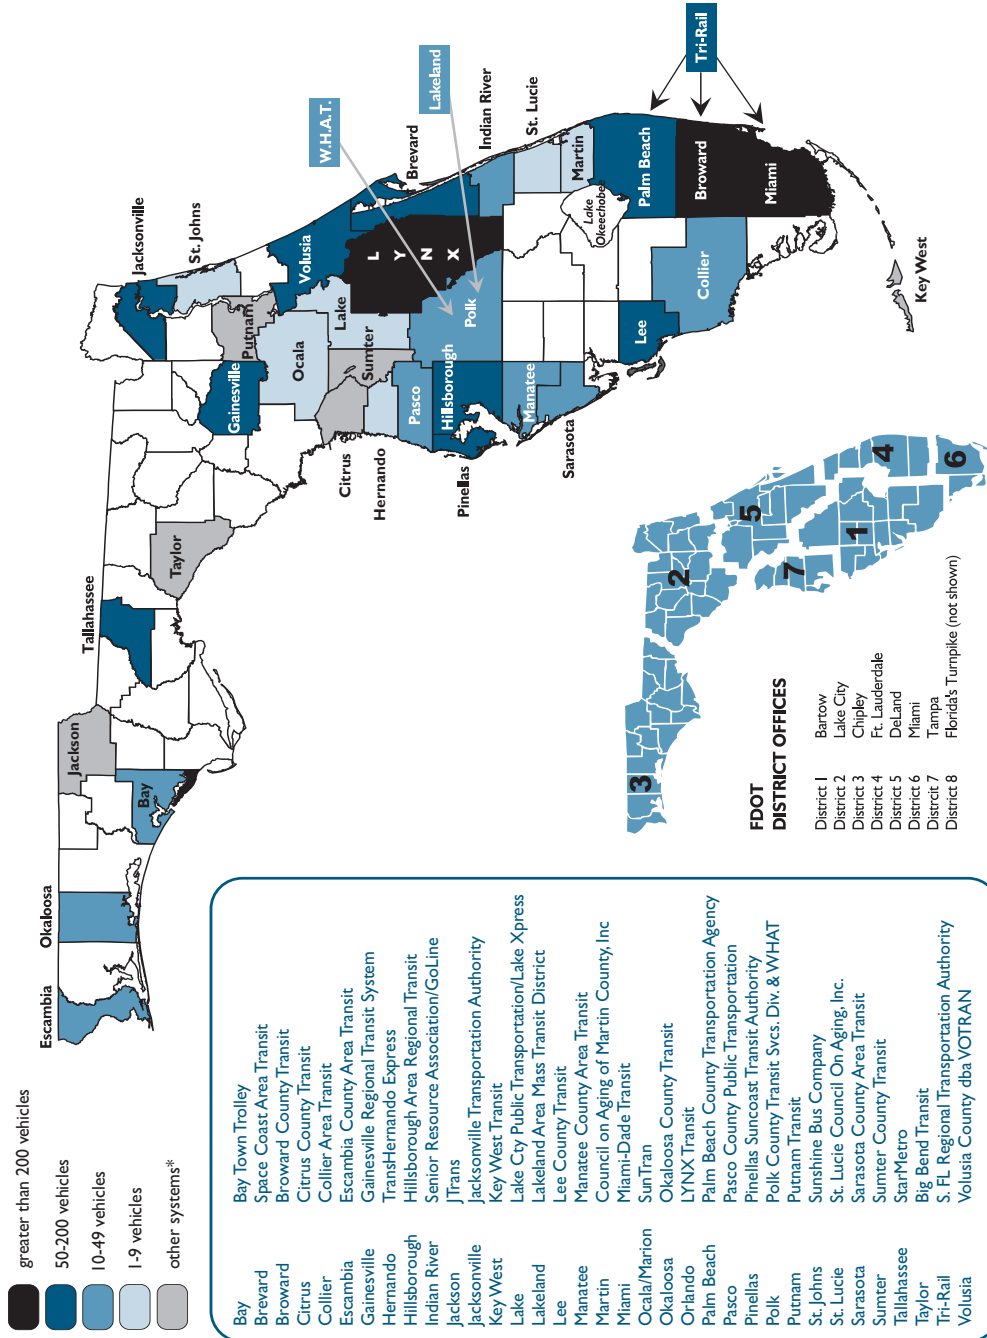 greater than 200 vehicles
50-200 vehicles
10-49 vehicles
1-9 vehicles
other systems*
Escambia
Okaloosa
Jackson
Bay
Tallahassee
Taylor
Jacksonville
St. Johns
Putnam
Gainesville
Volusia
Ocala
Lake
Sumter
Citrus
Hernando
Pasco
Hillsborough
Pinellas
Polk
L Y N X
W.H.A.T.
Lakeland
Brevard
Indian River
St. Lucie
Martin
Lake Okeechobee
Manatee
Sarasota
Lee
Collier
Palm Beach
Broward
Miami
Tri-Rail
Key West
Bay Bay Town Trolley
Brevard Space Coast Area Transit
Broward Broward County Transit
Citrus Citrus County Transit
Collier Collier Area Transit
Escambia Escambia County Area Transit
Gainesville Gainesville Regional Transit System
Hernando TransHernando Express
Hillsborough Hillsborough Area Regional Transit
Indian River Senior Resource Association/GoLine
Jackson JTrans
Jacksonville Jacksonville Transportation Authority
Key West Key West Transit
Lake Lake Cty Public Transportation/Lake Xpress
Lakeland Lakeland Area Mass Transit District
Lee Lee County Transit
Manatee Manatee County Area Transit
Martin Council on Aging of Martin County, Inc
Miami Miami-Dade Transit
Ocala/Marion SunTran
Okaloosa Okaloosa County Transit
Orlando LYNX Transit
Palm Beach Palm Beach County Transportation Agency
Pasco Pasco County Public Transportation
Pinellas Pinellas Suncoast Transit Authority
Polk Polk County Transit Svcs. Div. & WHAT
Putnam Putnam Transit
St. Johns Sunshine Bus Company
St. Lucie St. Lucie Council On Aging, Inc.
Sarasota Sarasota County Area Transit
Sumter Sumter County Transit
Tallahassee StarMetro
Taylor Big Bend Transit
Tri-Rail S. FL Regional Transportation Authority
Volusia Volusia County dba VOTRAN
FDOT
DISTRICT OFFICES
District 1 Bartow
District 2 Lake City
District 3 Chipley
District 4 Ft. Lauderdale
District 5 DeLand
District 6 Miami
Distrcit 7 Tampa
District 8 Florida's Turnpike (not shown)
3
2
5
7
1
4
6